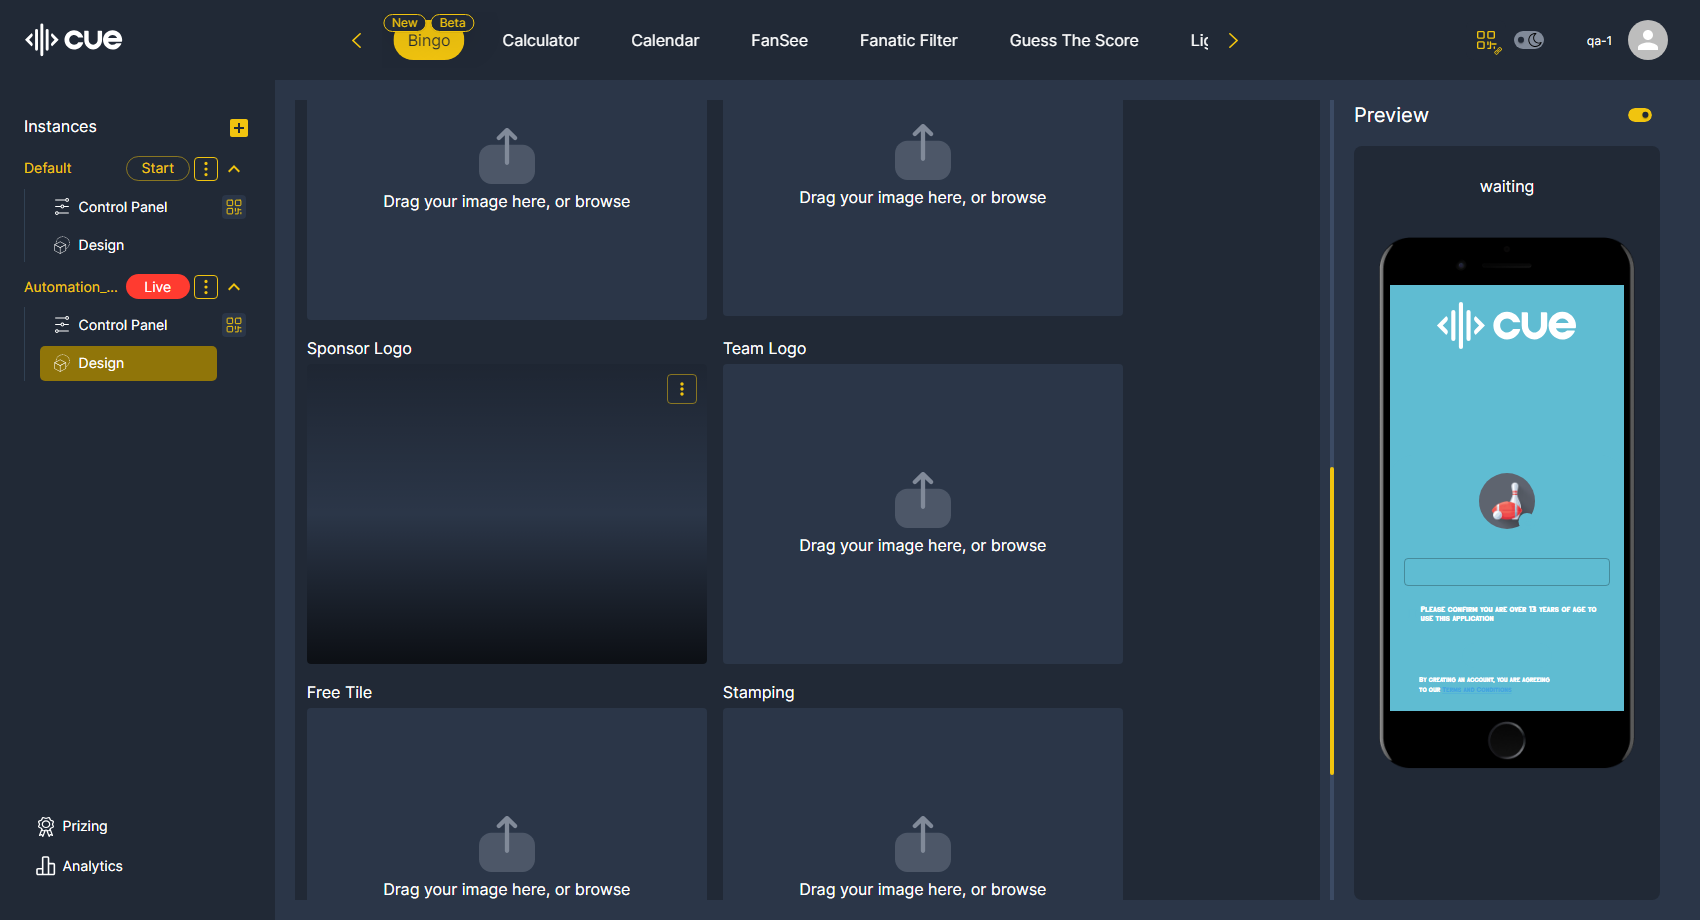 cue
New
Beta
Bingo
Calculator
Calendar
FanSee
Fanatic Filter
Guess The Score
Lig
qa-1
Instances
Default
Start
Control Panel
Design
Automation_...
Live
Control Panel
Design
Prizing
Analytics
Drag your image here, or browse
Drag your image here, or browse
Sponsor Logo
Team Logo
Drag your image here, or browse
Free Tile
Stamping
Drag your image here, or browse
Drag your image here, or browse
Preview
waiting
cue
Please confirm you are over 13 years of age to
use this application
By creating an account, you are agreeing
to our Terms and Conditions